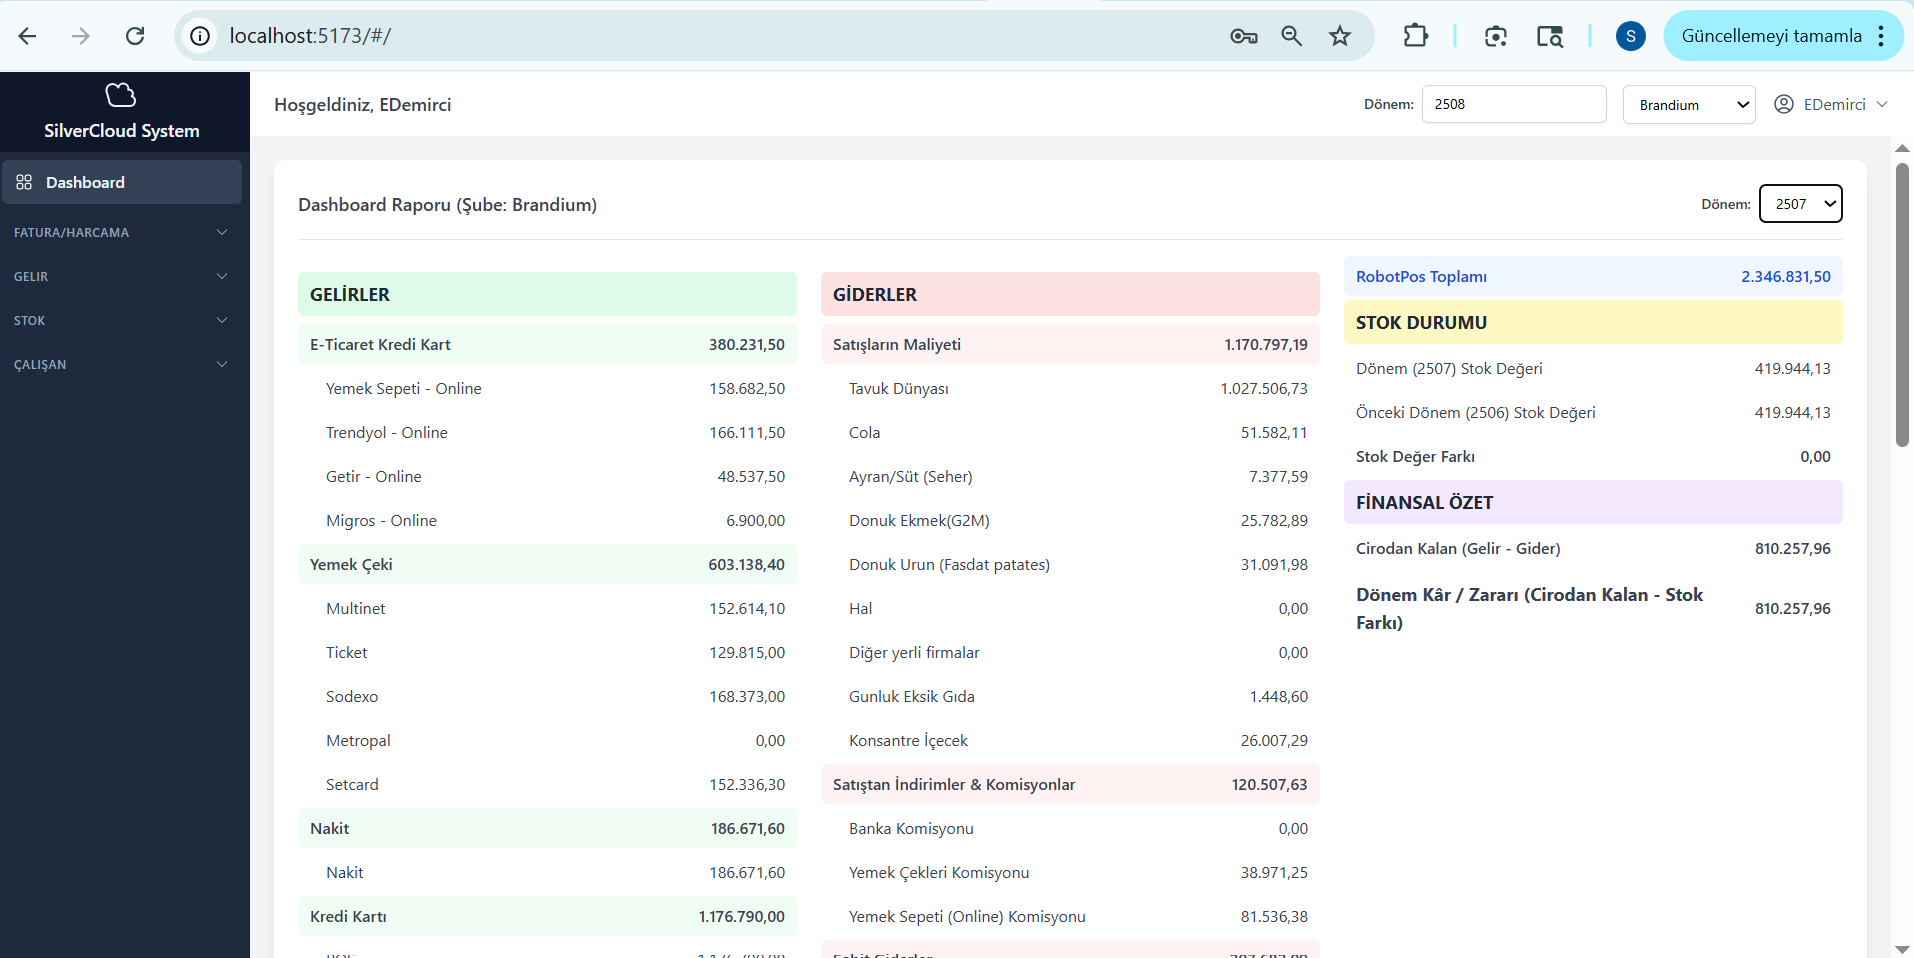 localhost:5173/#/
S
Güncellemeyi tamamla
SilverCloud System
Dashboard
FATURA/HARCAMA
GELIR
STOK
ÇALIŞAN
Hoşgeldiniz, EDemirci
Dönem: 2508
Brandium
EDemirci
Dashboard Raporu (Şube: Brandium)
Dönem: 2507
GELİRLER
E-Ticaret Kredi Kart 380.231,50
Yemek Sepeti - Online 158.682,50
Trendyol - Online 166.111,50
Getir - Online 48.537,50
Migros - Online 6.900,00
Yemek Çeki 603.138,40
Multinet 152.614,10
Ticket 129.815,00
Sodexo 168.373,00
Metropal 0,00
Setcard 152.336,30
Nakit 186.671,60
Nakit 186.671,60
Kredi Kartı 1.176.790,00
GİDERLER
Satışların Maliyeti 1.170.797,19
Tavuk Dünyası 1.027.506,73
Cola 51.582,11
Ayran/Süt (Seher) 7.377,59
Donuk Ekmek(G2M) 25.782,89
Donuk Urun (Fasdat patates) 31.091,98
Hal 0,00
Diğer yerli firmalar 0,00
Gunluk Eksik Gıda 1.448,60
Konsantre İçecek 26.007,29
Satıştan İndirimler & Komisyonlar 120.507,63
Banka Komisyonu 0,00
Yemek Çekleri Komisyonu 38.971,25
Yemek Sepeti (Online) Komisyonu 81.536,38
RobotPos Toplamı 2.346.831,50
STOK DURUMU
Dönem (2507) Stok Değeri 419.944,13
Önceki Dönem (2506) Stok Değeri 419.944,13
Stok Değer Farkı 0,00
FİNANSAL ÖZET
Cirodan Kalan (Gelir - Gider) 810.257,96
Dönem Kâr / Zararı (Cirodan Kalan - Stok
Farkı) 810.257,96